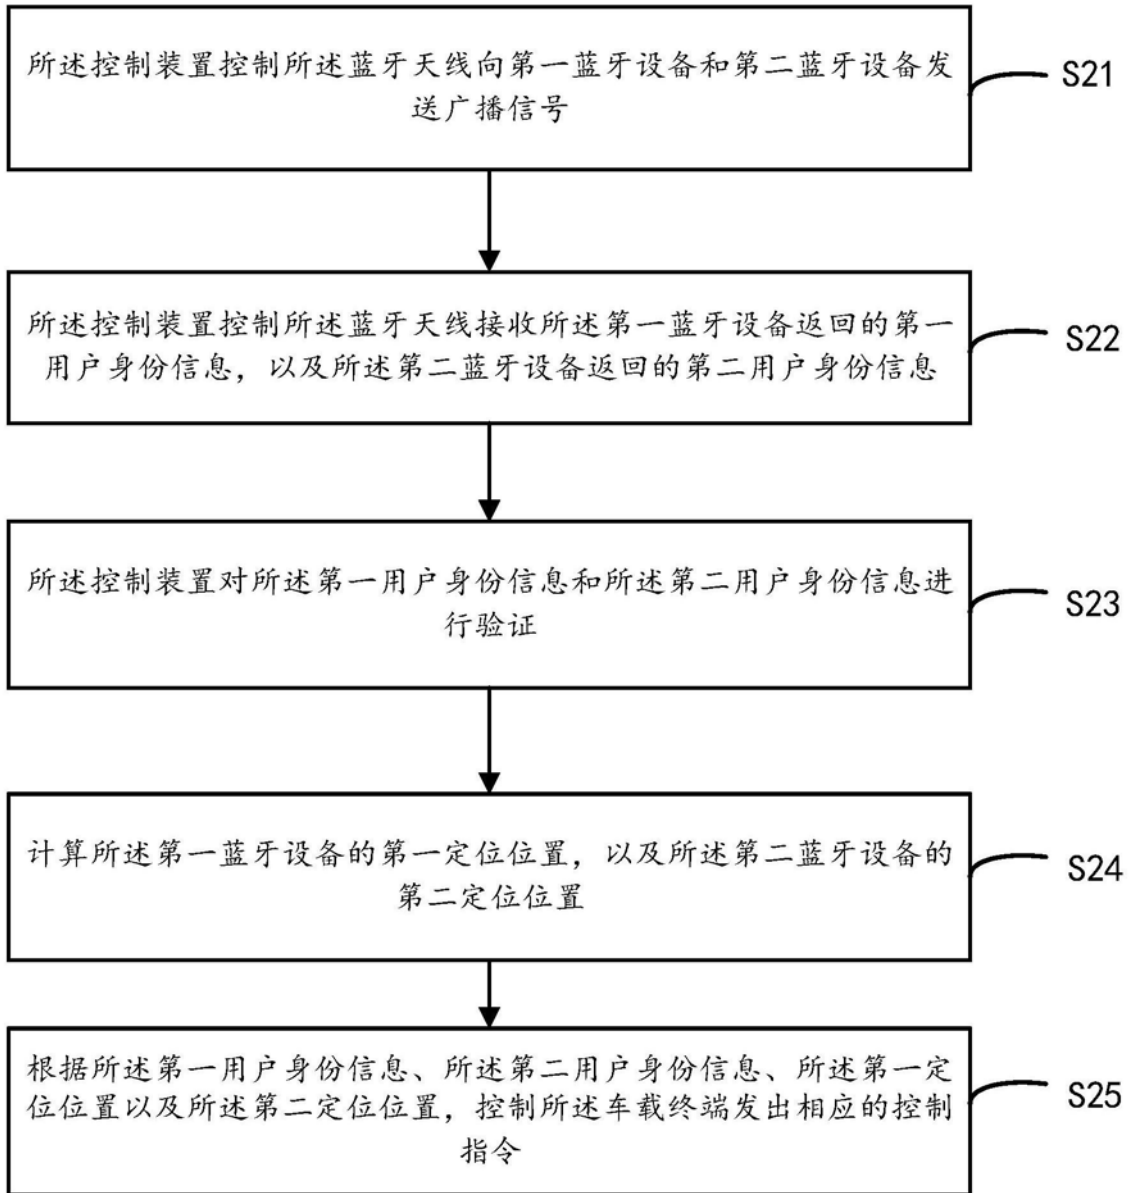 所述控制装置控制所述蓝牙天线向第一蓝牙设备和第二蓝牙设备发
送广播信号
S21
所述控制装置控制所述蓝牙天线接收所述第一蓝牙设备返回的第一
用户身份信息，以及所述第二蓝牙设备返回的第二用户身份信息
S22
所述控制装置对所述第一用户身份信息和所述第二用户身份信息进
行验证
S23
计算所述第一蓝牙设备的第一定位位置，以及所述第二蓝牙设备的
第二定位位置
S24
根据所述第一用户身份信息、所述第二用户身份信息、所述第一定
位位置以及所述第二定位位置，控制所述车载终端发出相应的控制
指令
S25